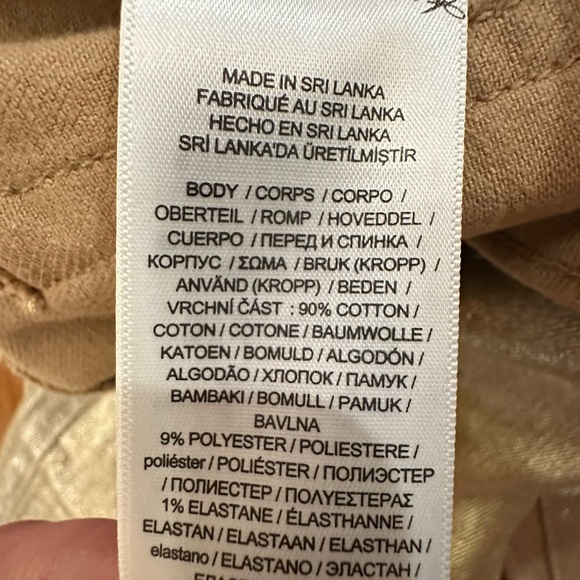 MADE IN SRI LANKA
FABRIQUÉ AU SRI LANKA
HECHO EN SRI LANKA
SRİ LANKA'DA ÜRETİLMİŞTİR
BODY / CORPS / CORPO /
OBERTEIL / ROMP / HOVEDDEL /
CUERPO / ПЕРЕД И СПИНКА /
КОРПУС / ΣΩΜΑ / BRUK (KROPP) /
ANVÄND (KROPP) / BEDEN /
VRCHNÍ ČÁST : 90% COTTON /
COTON / COTONE / BAUMWOLLE /
KATOEN / BOMULD / ALGODÓN /
ALGODÃO / ХЛОПОК / ПАМУК /
ΒΑΜΒΑΚΙ / BOMULL / PAMUK /
BAVLNA
9% POLYESTER / POLIESTERE /
poliéster / POLIÉSTER / ПОЛИЭСТЕР
/ ПОЛИЕСТЕР / ΠΟΛΥΕΣΤΕΡΑΣ
1% ELASTANE / ÉLASTHANNE /
ELASTAN / ELASTAAN / ELASTHAN /
elastano / ELASTANO / ЭЛАСТАН /